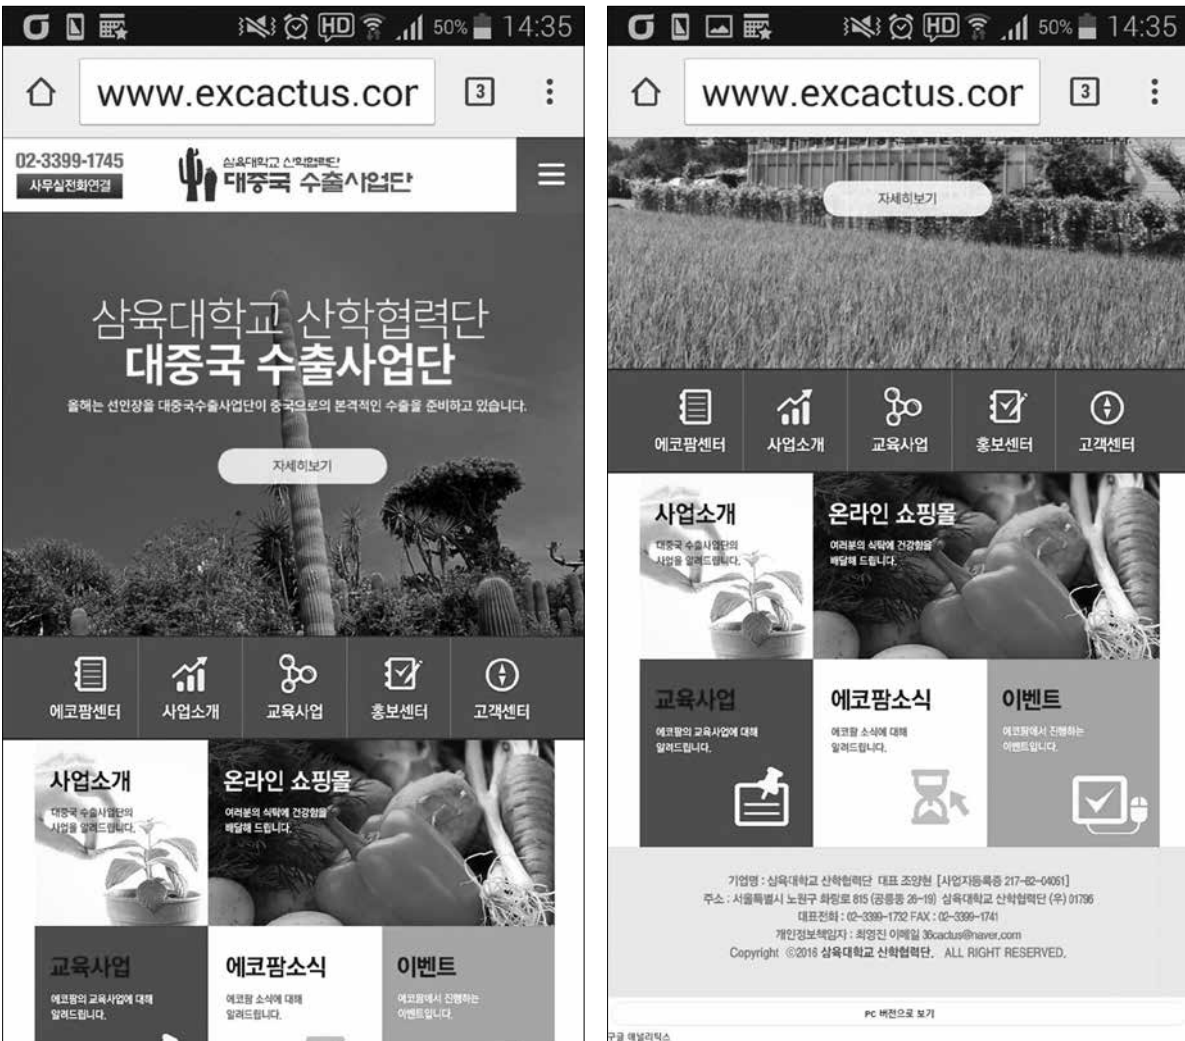 HD 50% 14:35
www.excactus.cor 3
02-3399-1745
사무실전화연결
삼육대학교 산학협력단
대중국 수출사업단
삼육대학교 산학협력단
대중국 수출사업단
올해는 선인장을 대중국수출사업단이 중국으로의 본격적인 수출을 준비하고 있습니다.
자세히보기
에코팜센터 사업소개 교육사업 홍보센터 고객센터
사업소개
대중국 수출사업단의
사업을 알려드립니다.
온라인 쇼핑몰
여러분의 식탁에 건강함을
배달해 드립니다.
교육사업
에코팜의 교육사업에 대해
알려드립니다.
에코팜소식
에코팜 소식에 대해
알려드립니다.
이벤트
에코팜에서 진행하는
이벤트입니다.
HD 50% 14:35
www.excactus.cor 3
자세히보기
에코팜센터 사업소개 교육사업 홍보센터 고객센터
사업소개
대중국 수출사업단의
사업을 알려드립니다.
온라인 쇼핑몰
여러분의 식탁에 건강함을
배달해 드립니다.
교육사업
에코팜의 교육사업에 대해
알려드립니다.
에코팜소식
에코팜 소식에 대해
알려드립니다.
이벤트
에코팜에서 진행하는
이벤트입니다.
기업명 : 삼육대학교 산학협력단 대표 조양현 [사업자등록증 217-82-04061]
주소 : 서울특별시 노원구 화랑로 815 (공릉동 26-19) 삼육대학교 산학협력단 (우) 01795
대표전화 : 02-3399-1732 FAX : 02-3399-1741
개인정보책임자 : 최영진 이메일 36cactus@naver.com
Copyright ©2016 삼육대학교 산학협력단. ALL RIGHT RESERVED.
PC 버전으로 보기
구글 애널리틱스